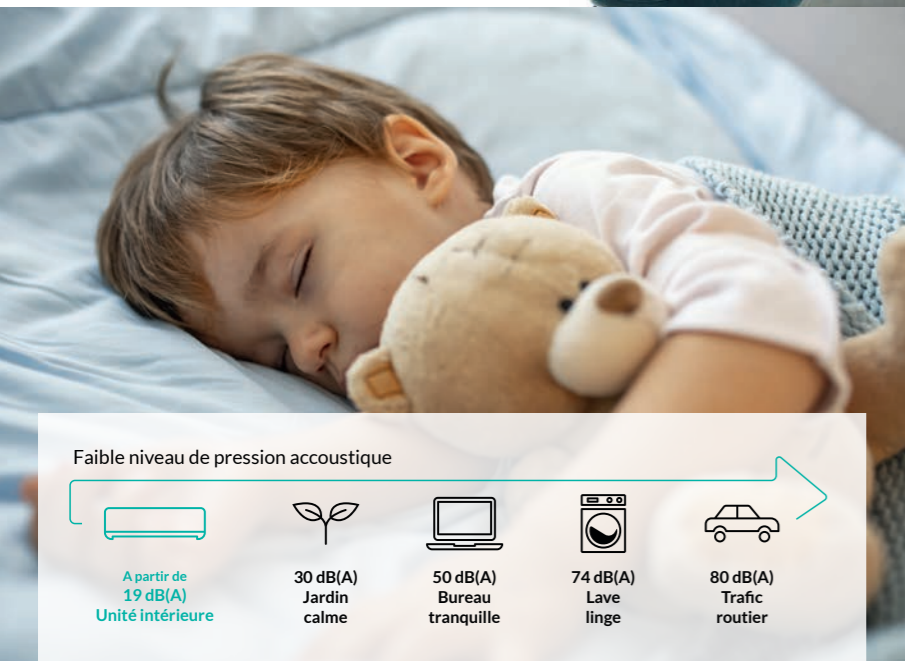 Faible niveau de pression accoustique
A partir de
19 dB(A)
Unité intérieure
30 dB(A)
Jardin
calme
50 dB(A)
Bureau
tranquille
74 dB(A)
Lave
linge
80 dB(A)
Trafic
routier